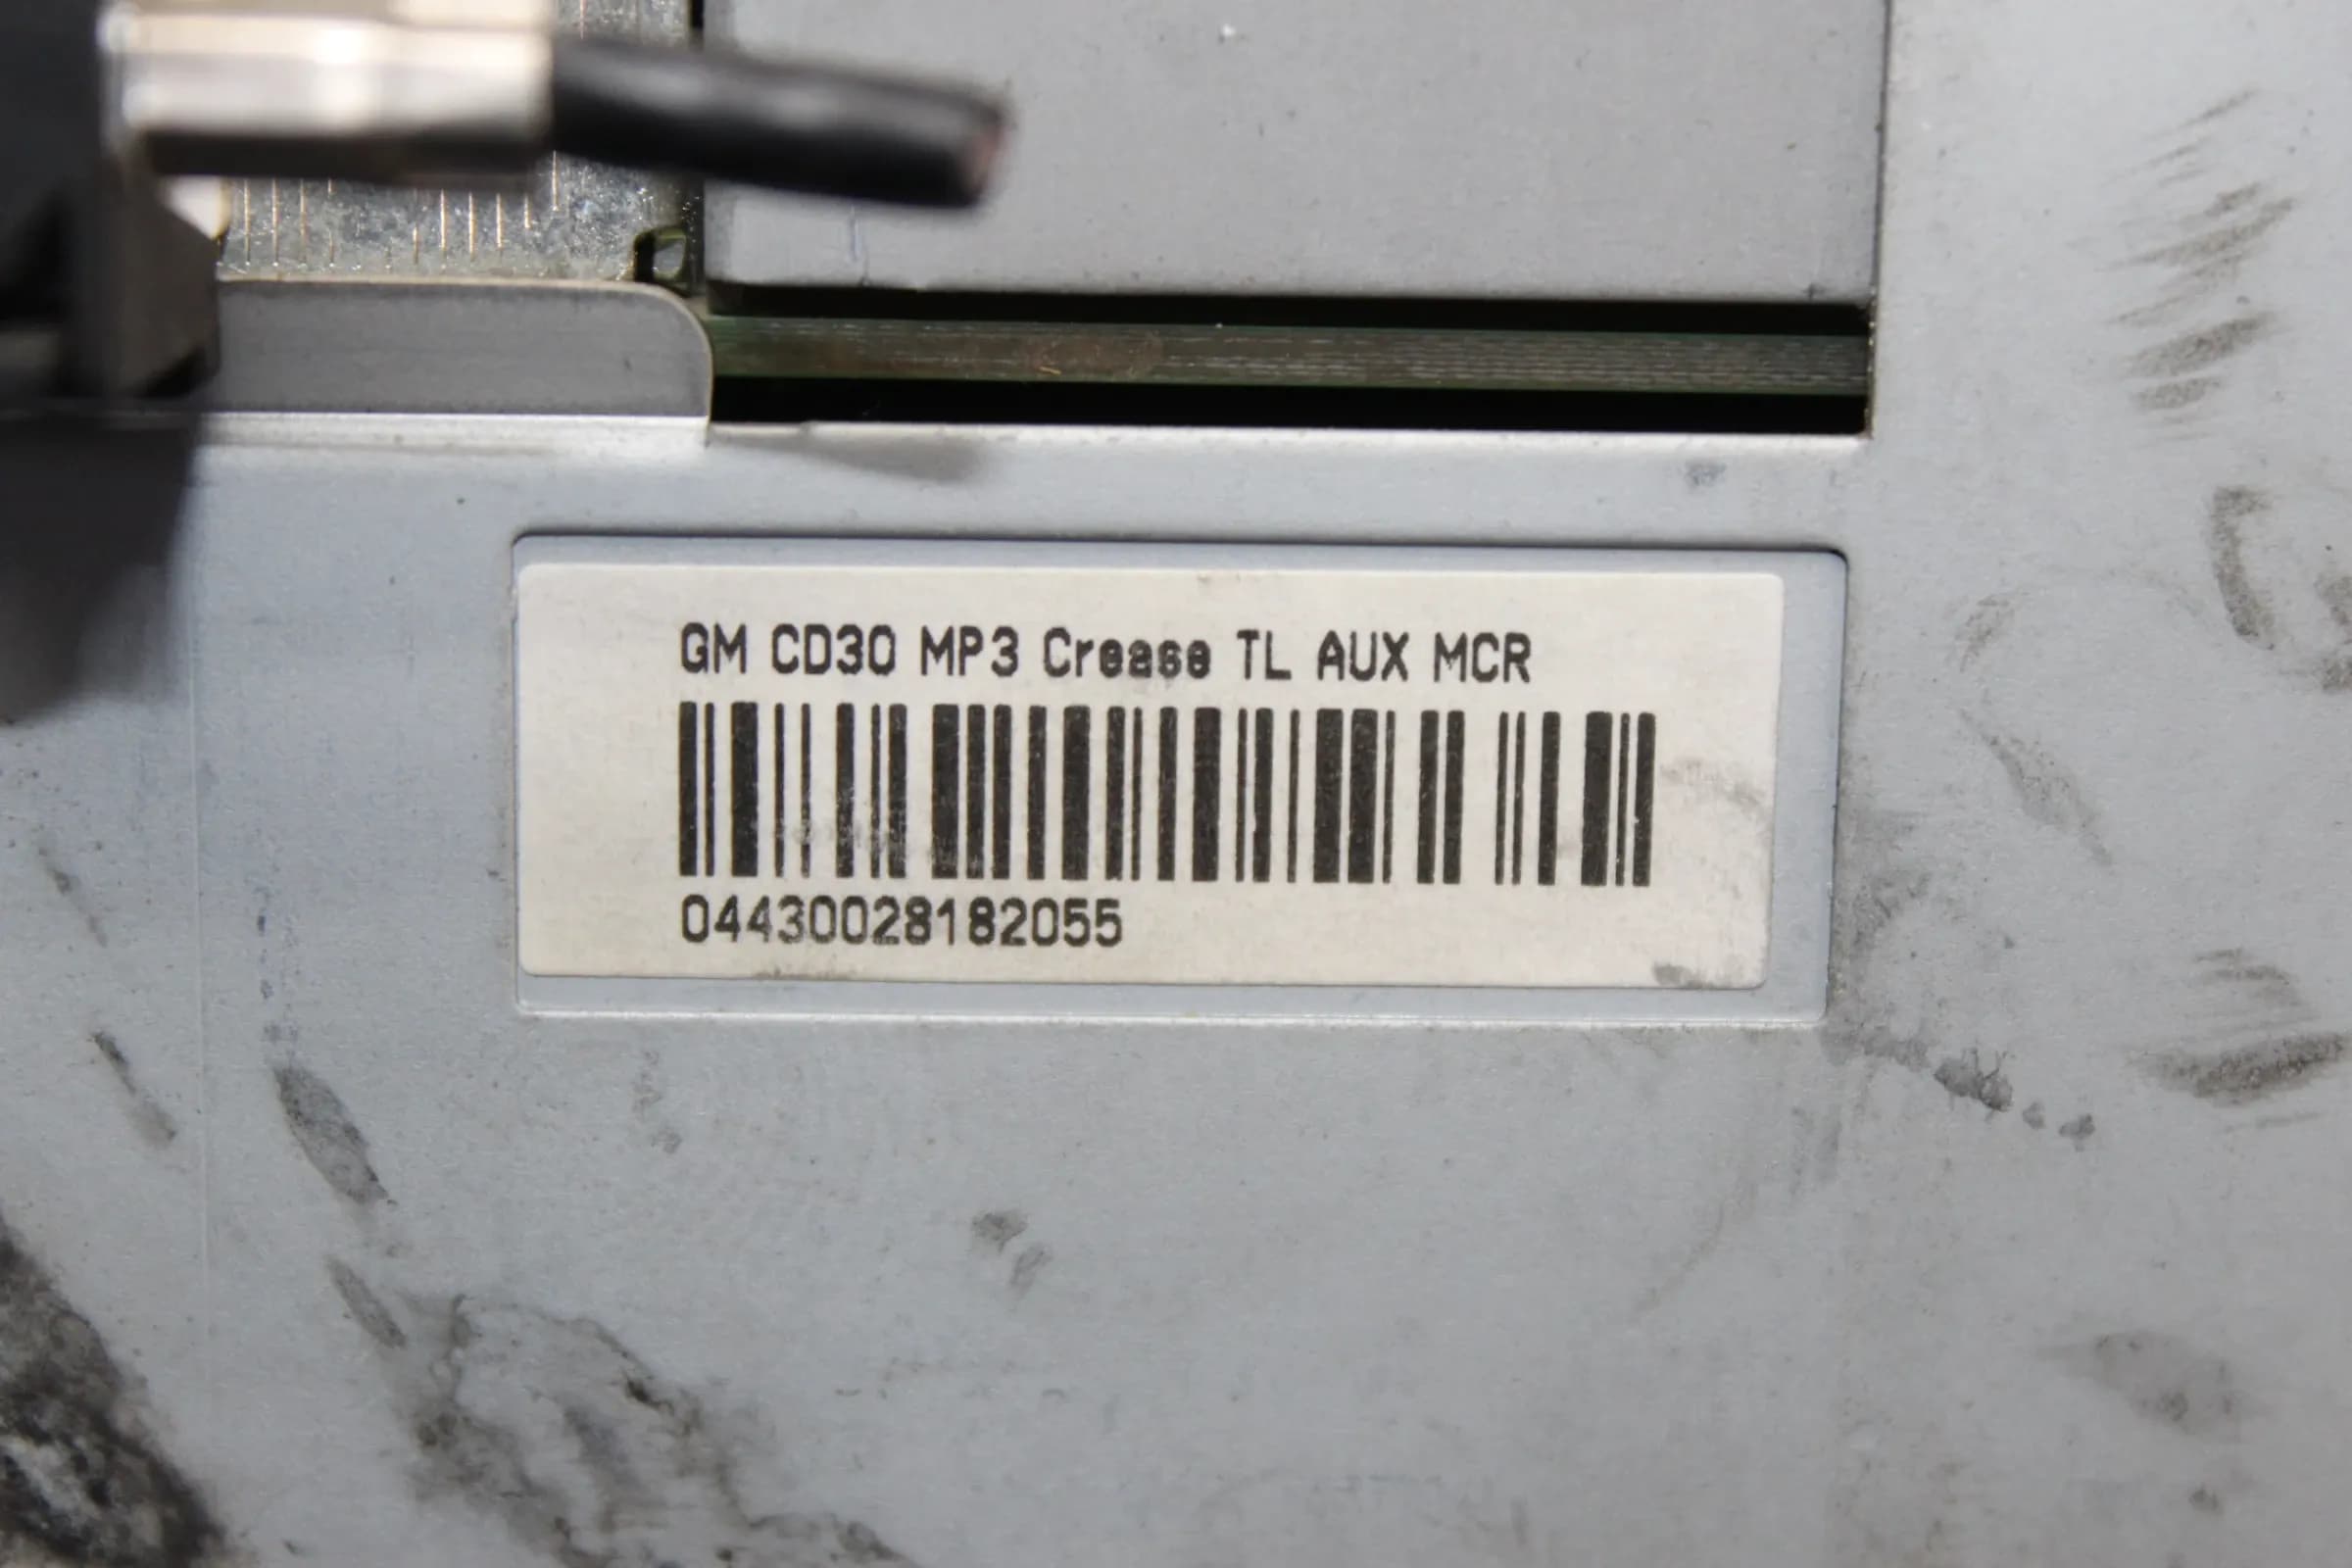 GM CD30 MP3 Crease TL AUX MCR
04430028182055